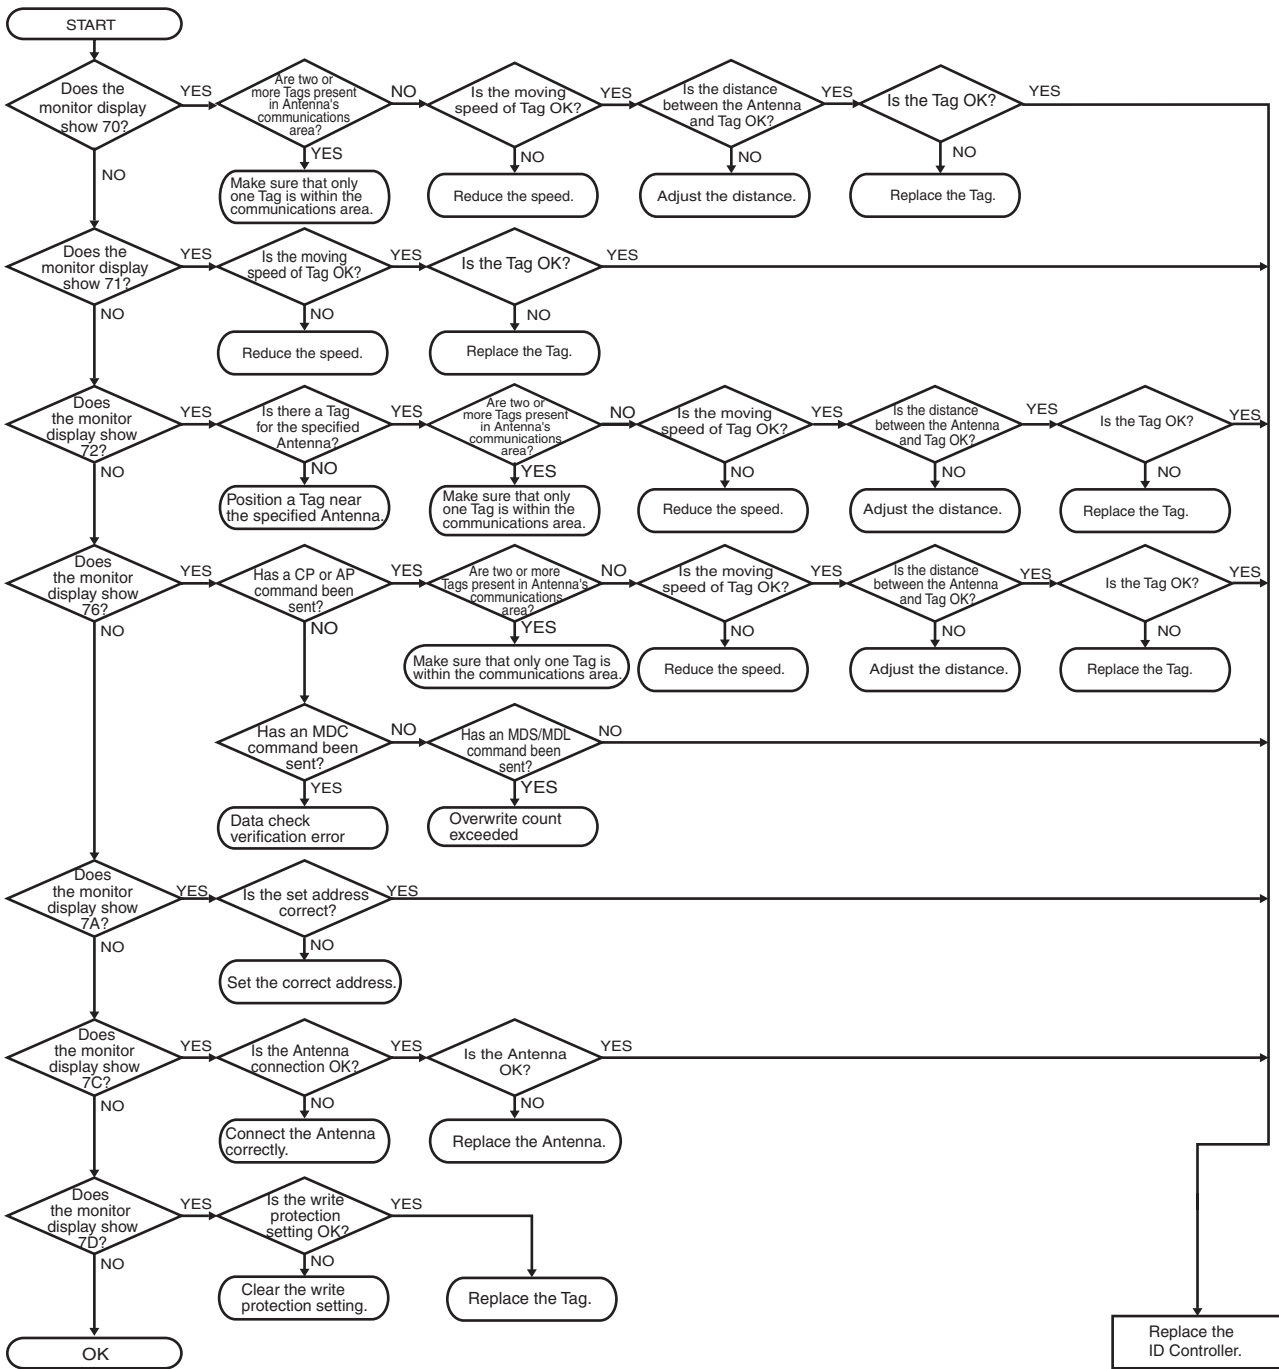 START
Does the
monitor display
show 70?
YES
Are two or
more Tags present
in Antenna's
communications
area?
NO
Is the moving
speed of Tag OK?
YES
Is the distance
between the Antenna
and Tag OK?
YES
Is the Tag OK?
YES
NO
YES
NO
NO
NO
Make sure that only
one Tag is within the
communications area.
Reduce the speed.
Adjust the distance.
Replace the Tag.
Does the
monitor display
show 71?
YES
Is the moving
speed of Tag OK?
YES
Is the Tag OK?
YES
NO
NO
NO
Reduce the speed.
Replace the Tag.
Does
the monitor
display show
72?
YES
Is there a Tag
for the specified
Antenna?
YES
Are two or
more Tags present
in Antenna's
communications
area?
NO
Is the moving
speed of Tag OK?
YES
Is the distance
between the Antenna
and Tag OK?
YES
Is the Tag OK?
YES
NO
NO
YES
NO
NO
NO
Position a Tag near
the specified Antenna.
Make sure that only
one Tag is within the
communications area.
Reduce the speed.
Adjust the distance.
Replace the Tag.
Does
the monitor
display show
76?
YES
Has a CP or AP
command been
sent?
YES
Are two or more
Tags present in Antenna's
communications
area?
NO
Is the moving
speed of Tag OK?
YES
Is the distance
between the Antenna
and Tag OK?
YES
Is the Tag OK?
YES
NO
NO
YES
NO
NO
NO
Make sure that only one Tag is
within the communications area.
Reduce the speed.
Adjust the distance.
Replace the Tag.
Has an MDC
command been
sent?
NO
Has an MDS/MDL
command been
sent?
NO
YES
YES
Data check
verification error
Overwrite count
exceeded
Does
the monitor
display show
7A?
YES
Is the set address
correct?
YES
NO
NO
Set the correct address.
Does
the monitor
display show
7C?
YES
Is the Antenna
connection OK?
YES
Is the Antenna
OK?
YES
NO
NO
NO
Connect the Antenna
correctly.
Replace the Antenna.
Does
the monitor
display show
7D?
YES
Is the write
protection
setting OK?
YES
NO
NO
Clear the write
protection setting.
Replace the Tag.
OK
Replace the
ID Controller.